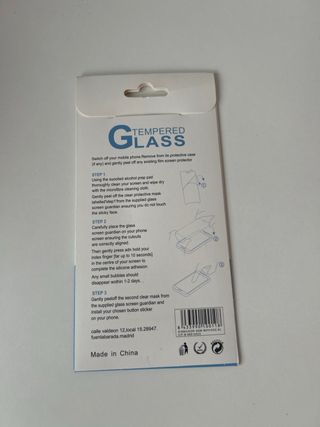 TEMPERED
GLASS
Switch off your mobile phone.Remove from its protective case
(if any) and gently peel off any existing film screen protector
STEP 1
Using the supplied alcohol prep pad
thoroughly clean your screen and wipe dry
with the microfibre cleaning cloth.
Gently peel off the clear protective mask
labelled'step1'from the supplied glass
screen guardian ensuring you do not touch
the sticky face.
STEP 2
Carefully place the glass
screen guardian on your phone
screen ensuring the cutouts
are correctly aligned.
Then gently press adn hold your
index finger [for up to 10 seconds]
in the centre of your screen to
complete the silicone adhesion.
Any small bubbles should
disappear within 1-2 days...
STEP 3
Gently peeloff the second clear mask from
the supplied glass screen guardian and
install your chosen button sticker
on your phone.
calle valdeon 12,local 15.28947.
fuenlabarada.madrid
Made in China